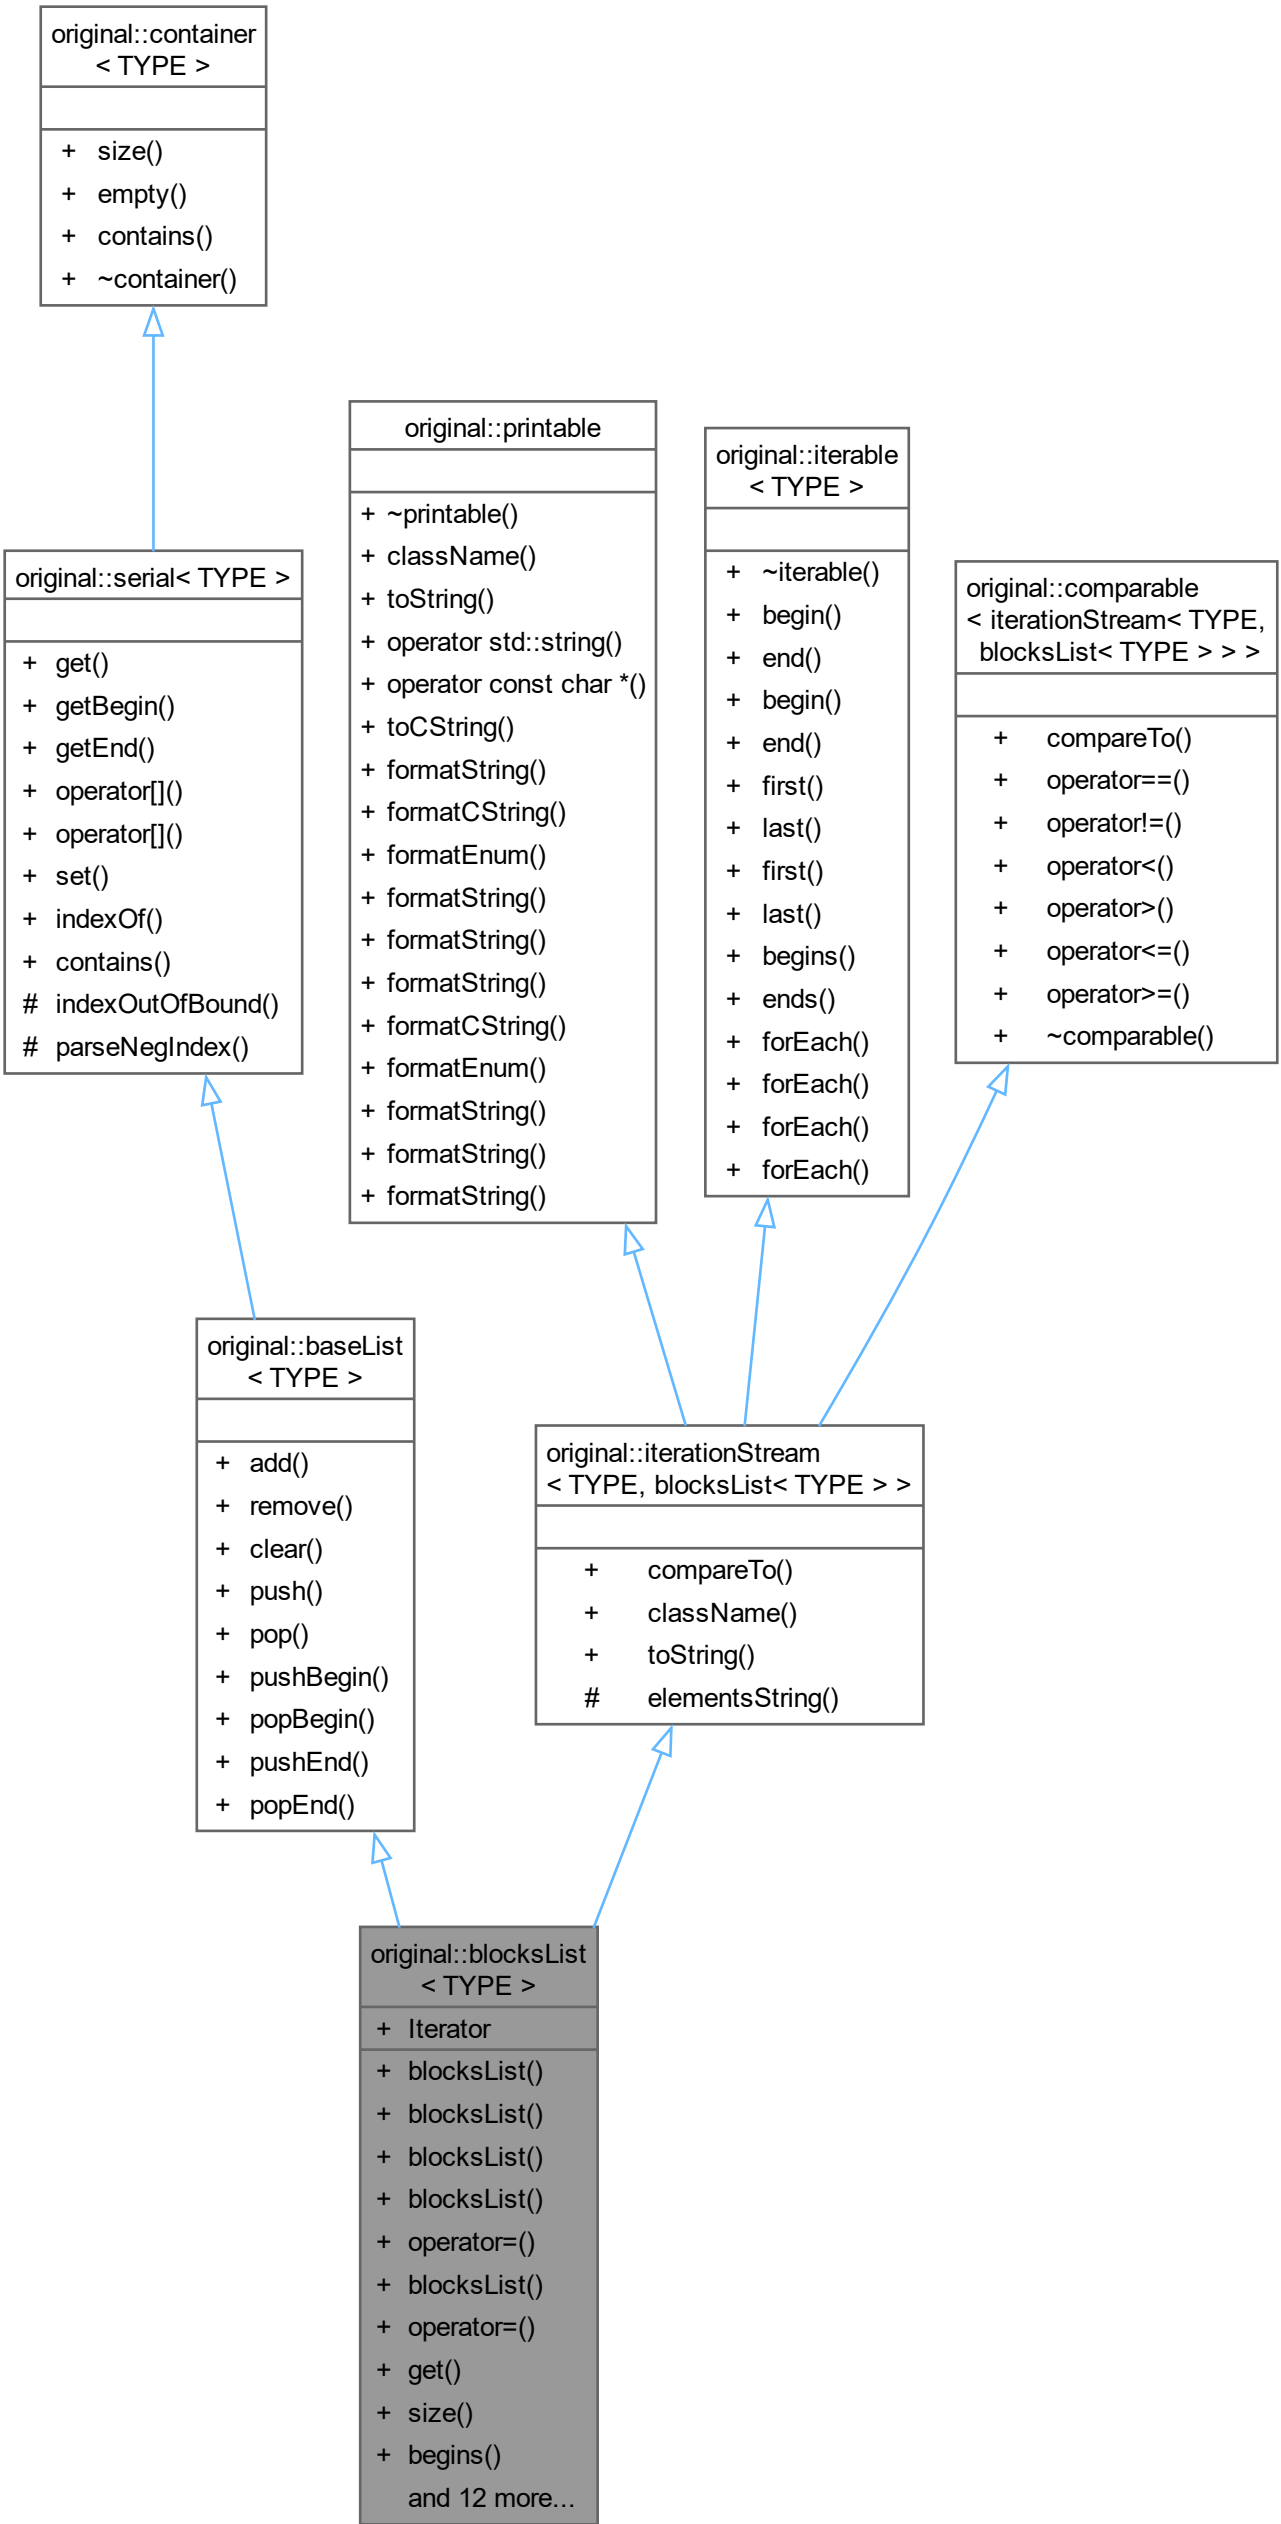 original::container
< TYPE >
+ size()
+ empty()
+ contains()
+ ~container()
original::serial< TYPE >
+ get()
+ getBegin()
+ getEnd()
+ operator[]()
+ operator[]()
+ set()
+ indexOf()
+ contains()
# indexOutOfBound()
# parseNegIndex()
original::printable
+ ~printable()
+ className()
+ toString()
+ operator std::string()
+ operator const char *()
+ toCString()
+ formatString()
+ formatCString()
+ formatEnum()
+ formatString()
+ formatString()
+ formatString()
+ formatCString()
+ formatEnum()
+ formatString()
+ formatString()
+ formatString()
original::iterable
< TYPE >
+ ~iterable()
+ begin()
+ end()
+ begin()
+ end()
+ first()
+ last()
+ first()
+ last()
+ begins()
+ ends()
+ forEach()
+ forEach()
+ forEach()
+ forEach()
original::comparable
< iterationStream< TYPE,
blocksList< TYPE > > >
+ compareTo()
+ operator==()
+ operator!=()
+ operator<()
+ operator>()
+ operator<=()
+ operator>=()
+ ~comparable()
original::baseList
< TYPE >
+ add()
+ remove()
+ clear()
+ push()
+ pop()
+ pushBegin()
+ popBegin()
+ pushEnd()
+ popEnd()
original::iterationStream
< TYPE, blocksList< TYPE > >
+ compareTo()
+ className()
+ toString()
# elementsString()
original::blocksList
< TYPE >
+ Iterator
+ blocksList()
+ blocksList()
+ blocksList()
+ blocksList()
+ operator=()
+ blocksList()
+ operator=()
+ get()
+ size()
+ begins()
and 12 more...